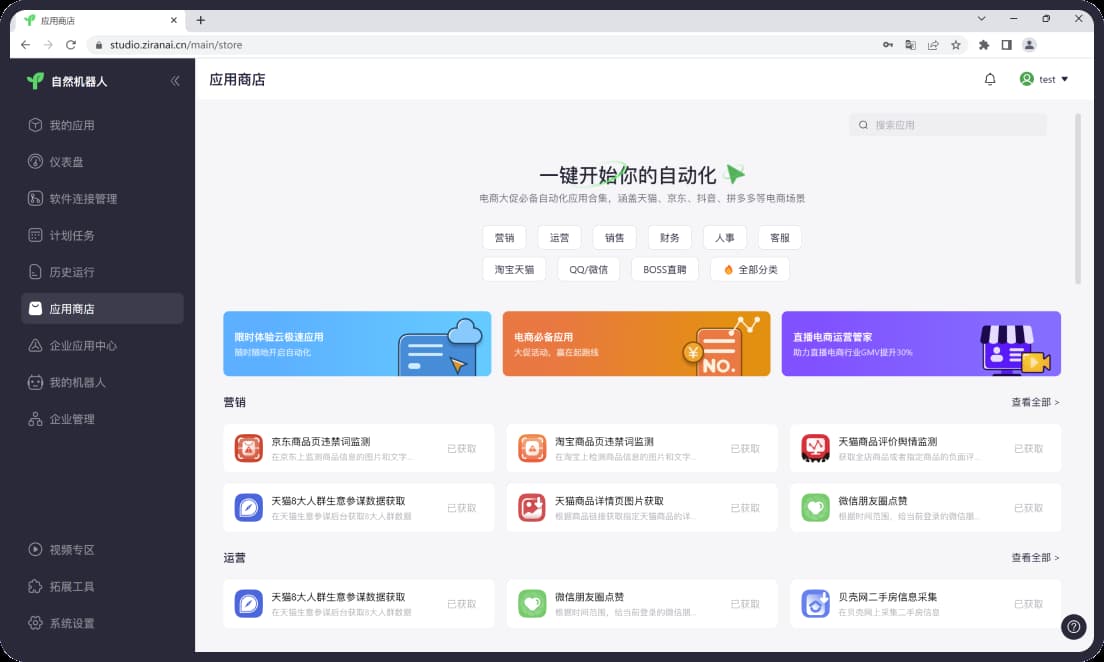 应用商店
studio.ziranai.cn/main/store
自然机器人
应用商店
test
我的应用
仪表盘
软件连接管理
计划任务
历史运行
应用商店
企业应用中心
我的机器人
企业管理
视频专区
拓展工具
系统设置
搜索应用
一键开始你的自动化
电商大促必备自动化应用合集，涵盖天猫、京东、抖音、拼多多等电商场景
营销 运营 销售 财务 人事 客服
淘宝天猫 QQ/微信 BOSS直聘 全部分类
限时体验云极速应用
随时随地开启自动化
电商必备应用
大促活动，赢在起跑线
¥
NO.
直播电商运营管家
助力直播电商行业GMV提升30%
营销
查看全部 >
京东商品页违禁词监测
在京东上监测商品信息的图片和文字...
已获取
淘宝商品页违禁词监测
在淘宝上检测商品信息的图片和文字...
已获取
天猫商品评价舆情监测
获取全店商品或者指定商品的负面评...
已获取
天猫8大人群生意参谋数据获取
在天猫生意参谋后台获取8大人群数据
已获取
天猫商品详情页图片获取
根据商品链接获取指定天猫商品的详...
已获取
微信朋友圈点赞
根据时间范围，给当前登录的微信朋...
已获取
运营
查看全部 >
天猫8大人群生意参谋数据获取
在天猫生意参谋后台获取8大人群数据
已获取
微信朋友圈点赞
根据时间范围，给当前登录的微信朋...
已获取
贝壳网二手房信息采集
在贝壳网上采集二手房信息
已获取